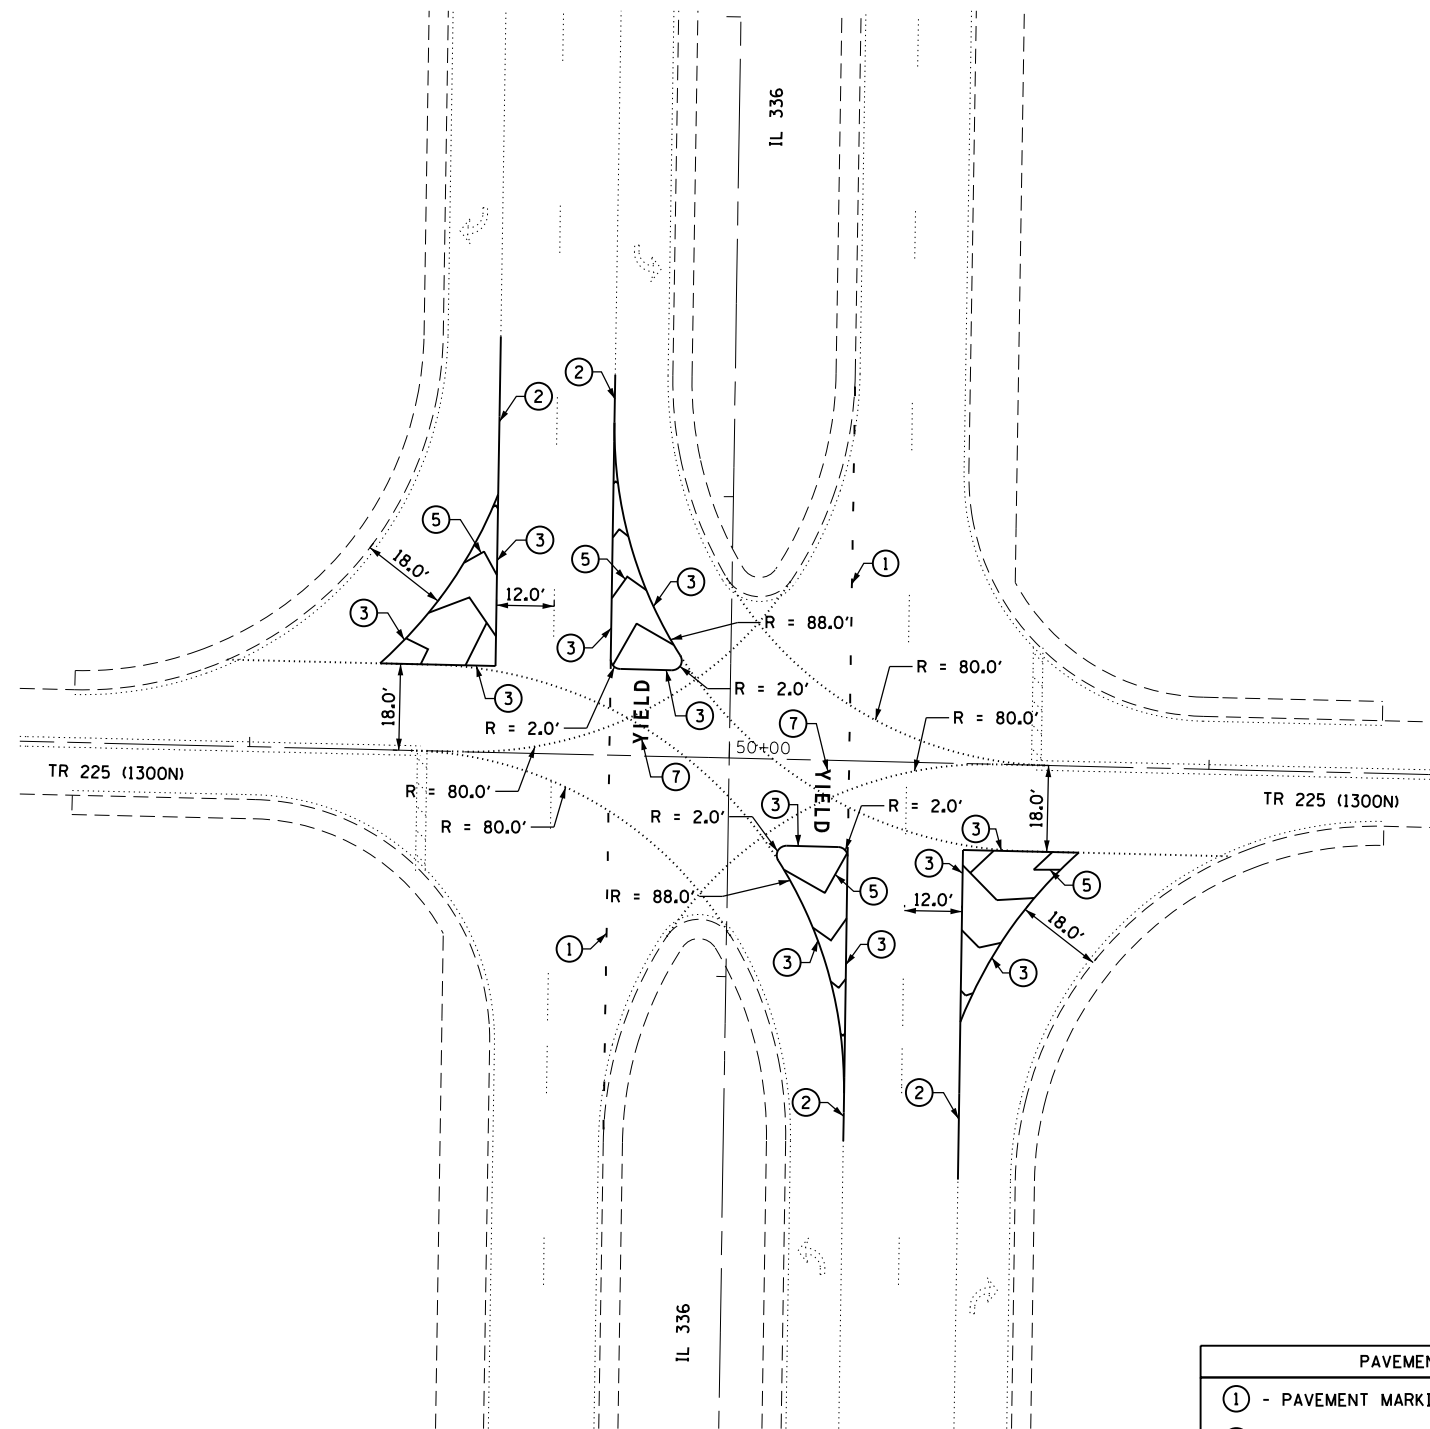 IL 336
2
2
5
3
5
3
1
18.0'
12.0'
3
R = 88.0'
3
R = 80.0'
3
YIELD
R = 2.0'
18.0'
3
R = 2.0'
7
R = 80.0'
50+00
TR 225 (1300N)
7
YIELD
R = 80.0'
3
R = 2.0'
18.0'
TR 225 (1300N)
R = 80.0'
R = 2.0'
3
3
5
5
R = 88.0'
12.0'
18.0'
1
3
3
3
2
2
IL 336
PAVEMEN
1 - PAVEMENT MARKI